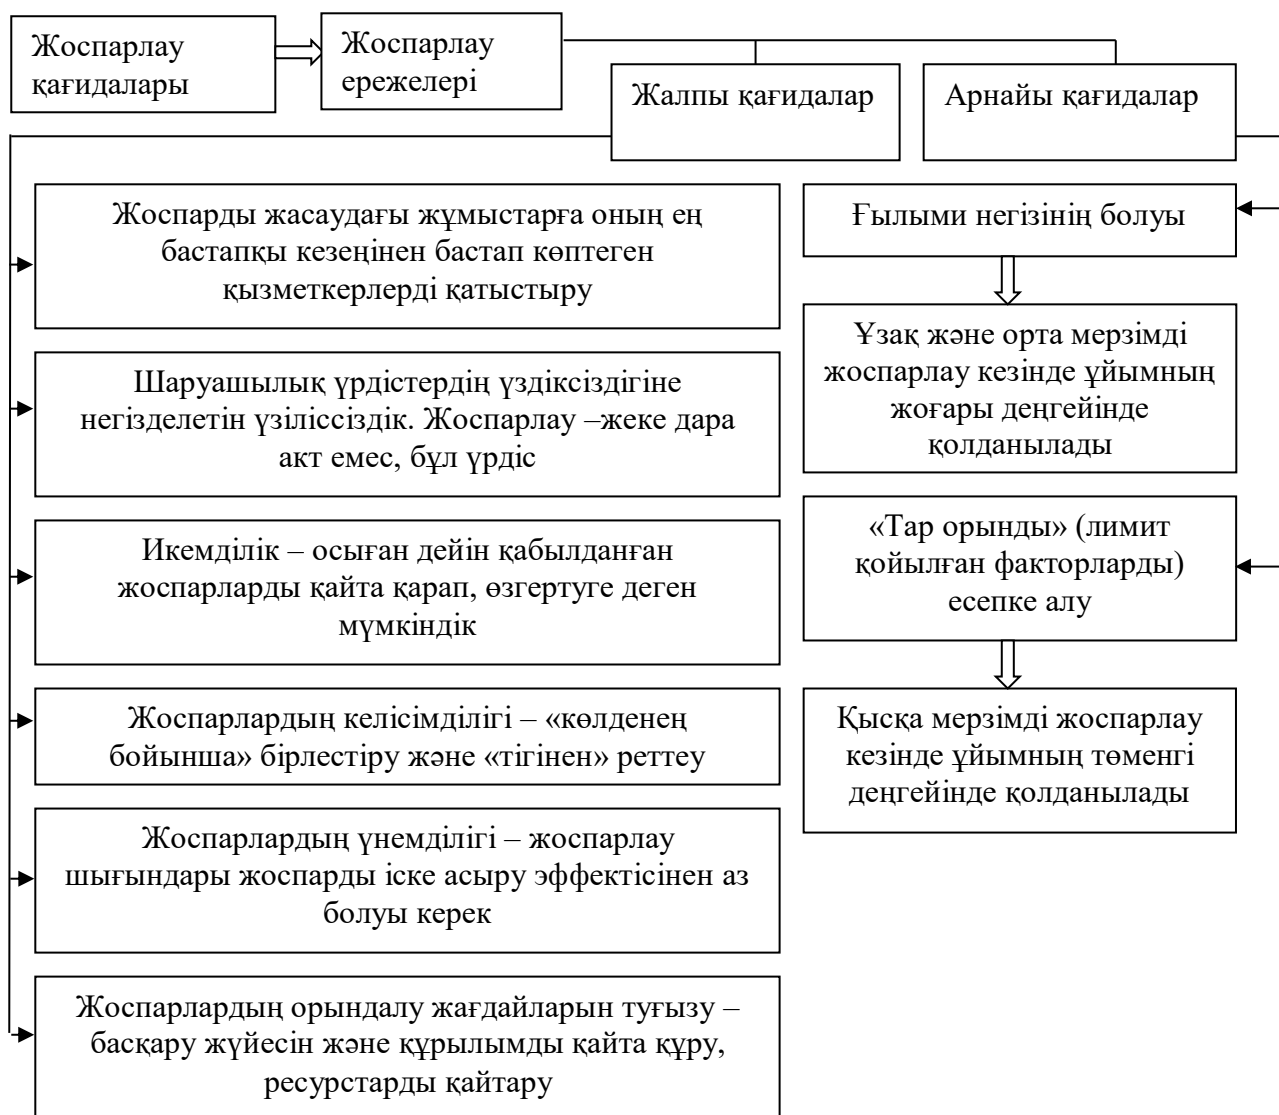 Жоспарлау
қағидалары
Жоспарлау
ережелері
Жалпы қағидалар
Арнайы қағидалар
Жоспарды жасаудағы жұмыстарға оның ең
бастапқы кезеңінен бастап көптеген
қызметкерлерді қатыстыру
Шаруашылық үрдістердің үздіксіздігіне
негізделетін үзіліссіздік. Жоспарлау –жеке дара
акт емес, бұл үрдіс
Икемділік – осыған дейін қабылданған
жоспарларды қайта қарап, өзгертуге деген
мүмкіндік
Жоспарлардың келісімділігі – «көлденең
бойынша» бірлестіру және «тігінен» реттеу
Жоспарлардың үнемділігі – жоспарлау
шығындары жоспарды іске асыру эффектісінен аз
болуы керек
Жоспарлардың орындалу жағдайларын туғызу –
басқару жүйесін және құрылымды қайта құру,
ресурстарды қайтару
Ғылыми негізінің болуы
Ұзақ және орта мерзімді
жоспарлау кезінде ұйымның
жоғары деңгейінде
қолданылады
«Тар орынды» (лимит
қойылған факторларды)
есепке алу
Қысқа мерзімді жоспарлау
кезінде ұйымның төменгі
деңгейінде қолданылады